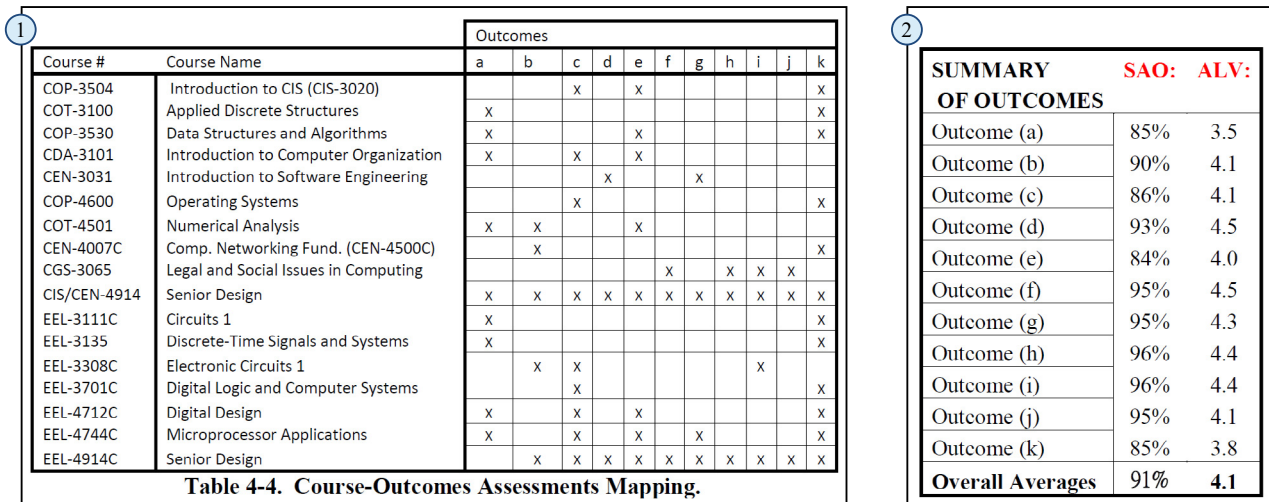 1
Outcomes
Course # Course Name a b c d e f g h i j k
COP-3504 Introduction to CIS (CIS-3020) X X X
COT-3100 Applied Discrete Structures X X
COP-3530 Data Structures and Algorithms X X X
CDA-3101 Introduction to Computer Organization X X X
CEN-3031 Introduction to Software Engineering X X
COP-4600 Operating Systems X X
COT-4501 Numerical Analysis X X X
CEN-4007C Comp. Networking Fund. (CEN-4500C) X X
CGS-3065 Legal and Social Issues in Computing X X X X
CIS/CEN-4914 Senior Design X X X X X X X X X X X
EEL-3111C Circuits 1 X X
EEL-3135 Discrete-Time Signals and Systems X X
EEL-3308C Electronic Circuits 1 X X X
EEL-3701C Digital Logic and Computer Systems X X
EEL-4712C Digital Design X X X X
EEL-4744C Microprocessor Applications X X X X X
EEL-4914C Senior Design X X X X X X X X X X
Table 4-4. Course-Outcomes Assessments Mapping.
2
SUMMARY SAO: ALV:
OF OUTCOMES
Outcome (a) 85% 3.5
Outcome (b) 90% 4.1
Outcome (c) 86% 4.1
Outcome (d) 93% 4.5
Outcome (e) 84% 4.0
Outcome (f) 95% 4.5
Outcome (g) 95% 4.3
Outcome (h) 96% 4.4
Outcome (i) 96% 4.4
Outcome (j) 95% 4.1
Outcome (k) 85% 3.8
Overall Averages 91% 4.1